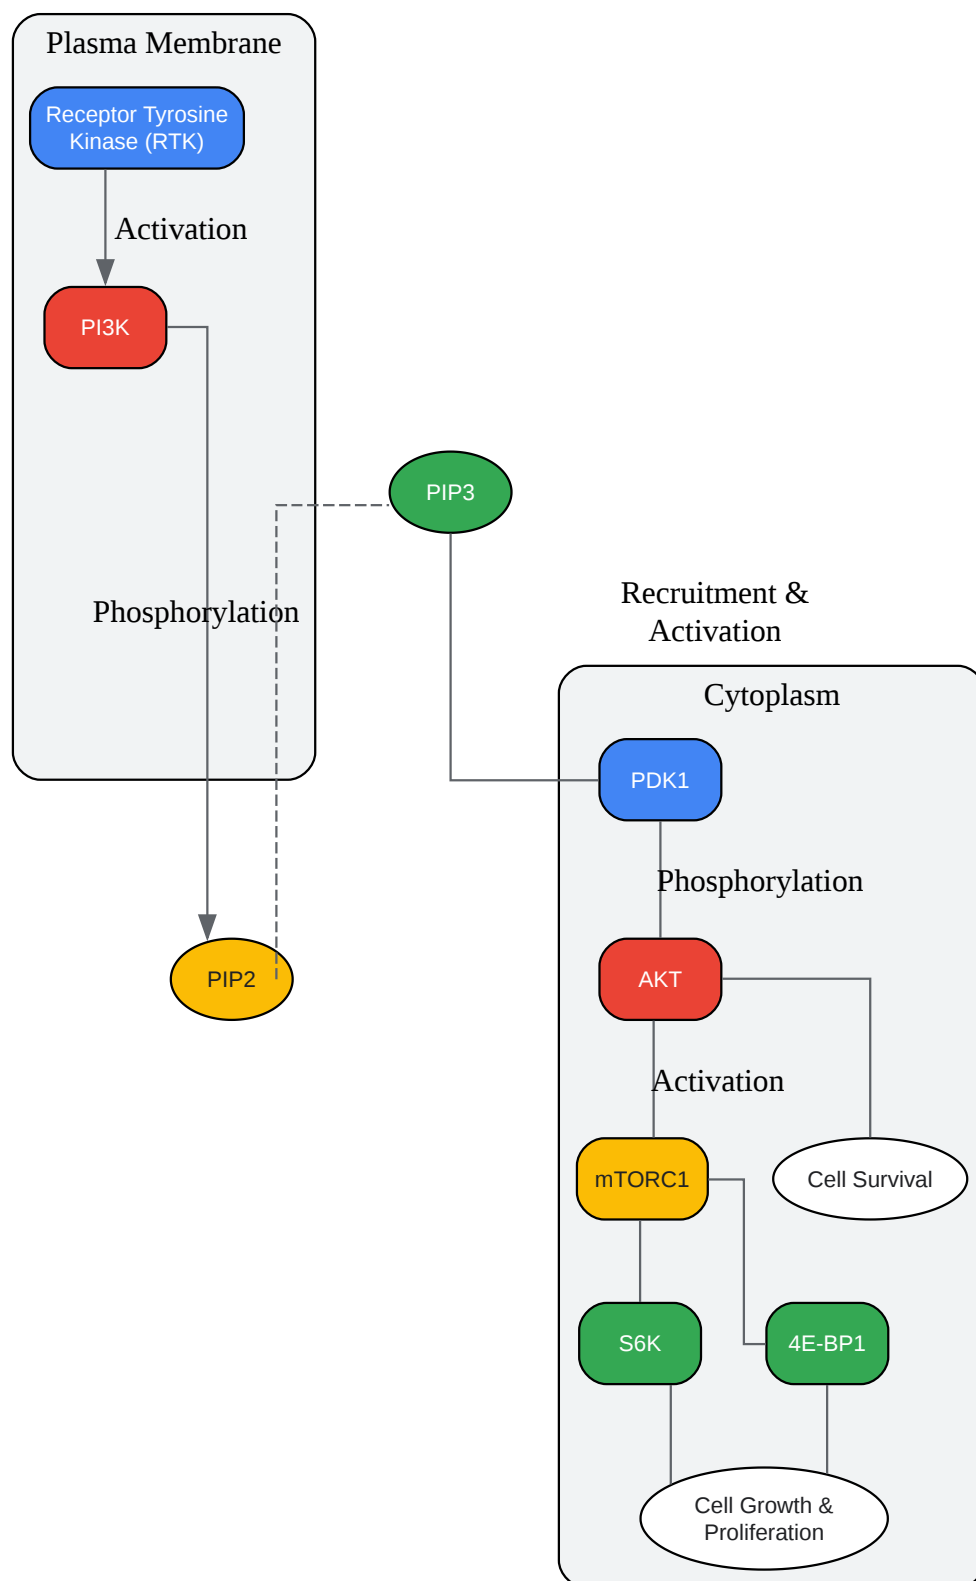 Plasma Membrane
Receptor Tyrosine
Kinase (RTK)
Activation
PI3K
PIP3
Phosphorylation
Recruitment &
Activation
Cytoplasm
PDK1
Phosphorylation
PIP2
AKT
Activation
mTORC1
Cell Survival
S6K
4E-BP1
Cell Growth &
Proliferation